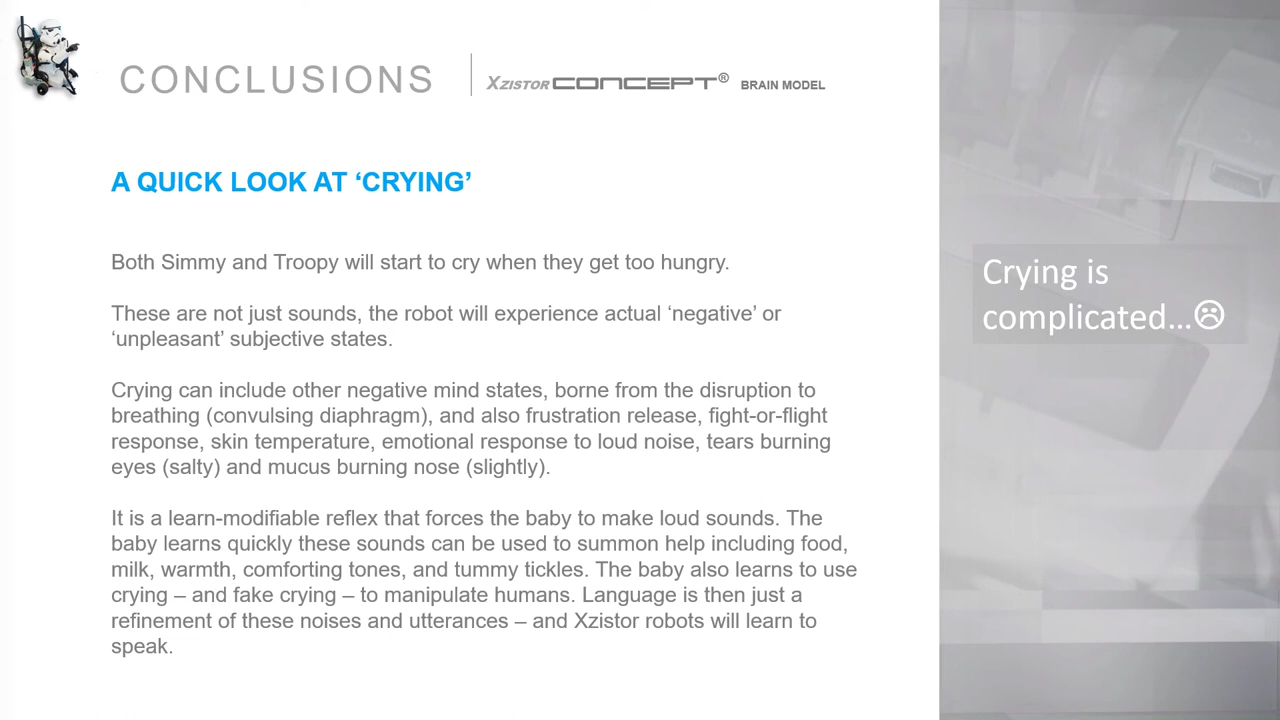 CONCLUSIONS
XZISTOR CONCEPT® BRAIN MODEL
A QUICK LOOK AT ‘CRYING’
Both Simmy and Troopy will start to cry when they get too hungry.
These are not just sounds, the robot will experience actual ‘negative’ or
‘unpleasant’ subjective states.
Crying can include other negative mind states, borne from the disruption to
breathing (convulsing diaphragm), and also frustration release, fight-or-flight
response, skin temperature, emotional response to loud noise, tears burning
eyes (salty) and mucus burning nose (slightly).
It is a learn-modifiable reflex that forces the baby to make loud sounds. The
baby learns quickly these sounds can be used to summon help including food,
milk, warmth, comforting tones, and tummy tickles. The baby also learns to use
crying – and fake crying – to manipulate humans. Language is then just a
refinement of these noises and utterances – and Xzistor robots will learn to
speak.
Crying is
complicated...☹